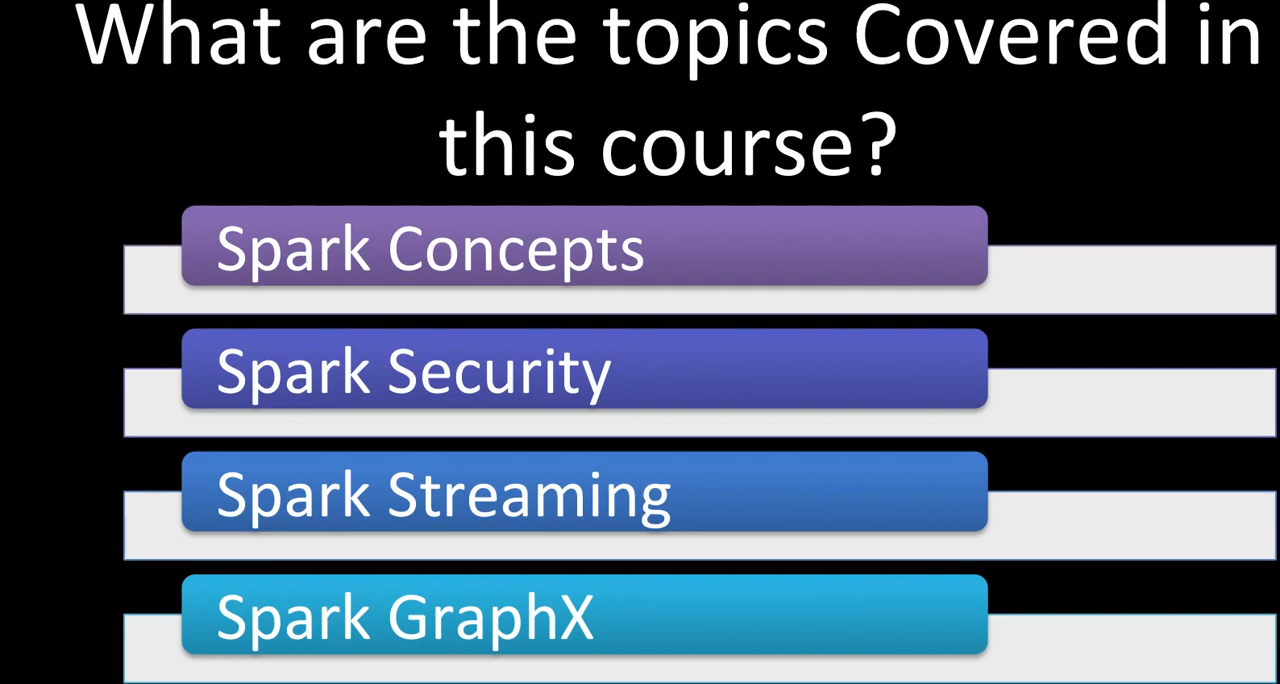 What are the topics Covered in
this course?
Spark Concepts
Spark Security
Spark Streaming
Spark GraphX